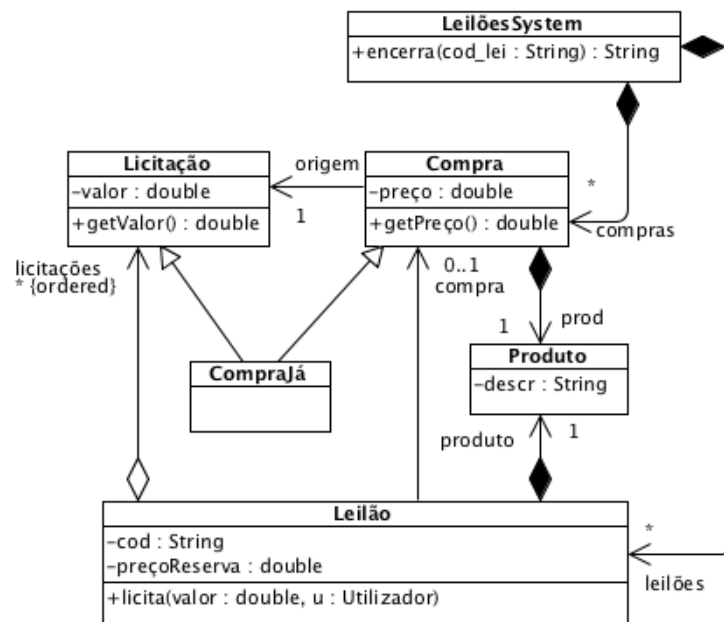 LeilõesSystem
+encerra(cod_lei : String) : String
Licitação
-valor : double
+getValor() : double
origem
1
Compra
-preço : double
+getPreço() : double
*
compras
licitações
* {ordered}
0..1
compra
1
prod
CompraJá
Produto
-descr : String
produto
1
Leilão
-cod : String
-preçoReserva : double
+licita(valor : double, u : Utilizador)
*
leilões